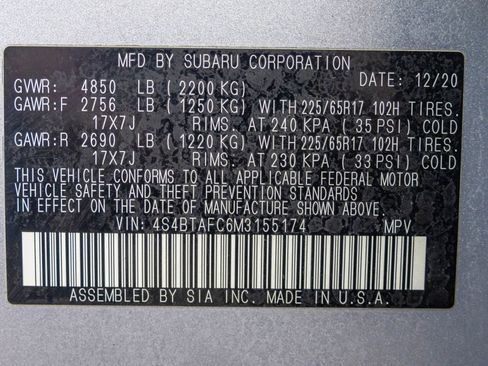 MFD BY SUBARU CORPORATION
GVWR: 4850 LB ( 2200 KG) DATE: 12/20
GAWR:F 2756 LB ( 1250 KG) WITH 225/65R17 102H TIRES.
17X7J RIMS. AT 240 KPA ( 35 PSI) COLD
GAWR:R 2690 LB ( 1220 KG) WITH 225/65R17 102H TIRES.
17X7J RIMS. AT 230 KPA ( 33 PSI) COLD
THIS VEHICLE CONFORMS TO ALL APPLICABLE FEDERAL MOTOR
VEHICLE SAFETY AND THEFT PREVENTION STANDARDS
IN EFFECT ON THE DATE OF MANUFACTURE SHOWN ABOVE.
VIN: 4S4BTAFC6M3155174 MPV
ASSEMBLED BY SIA INC. MADE IN U.S.A.